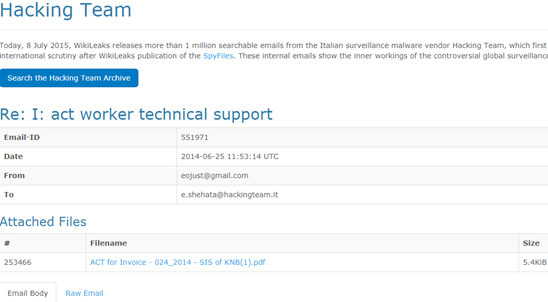 Hacking Team
Today, 8 July 2015, WikiLeaks releases more than 1 million searchable emails from the Italian surveillance malware vendor Hacking Team, which first
international scrutiny after WikiLeaks publication of the SpyFiles. These internal emails show the inner workings of the controversial global surveillance
Search the Hacking Team Archive
Re: I: act worker technical support
Email-ID 551971
Date 2014-06-25 11:53:14 UTC
From eojust@gmail.com
To e.shehata@hackingteam.it
Attached Files
# Filename Size
253466 ACT for Invoice - 024_2014 - SIS of KNB(1).pdf 5.4KiB
Email Body Raw Email